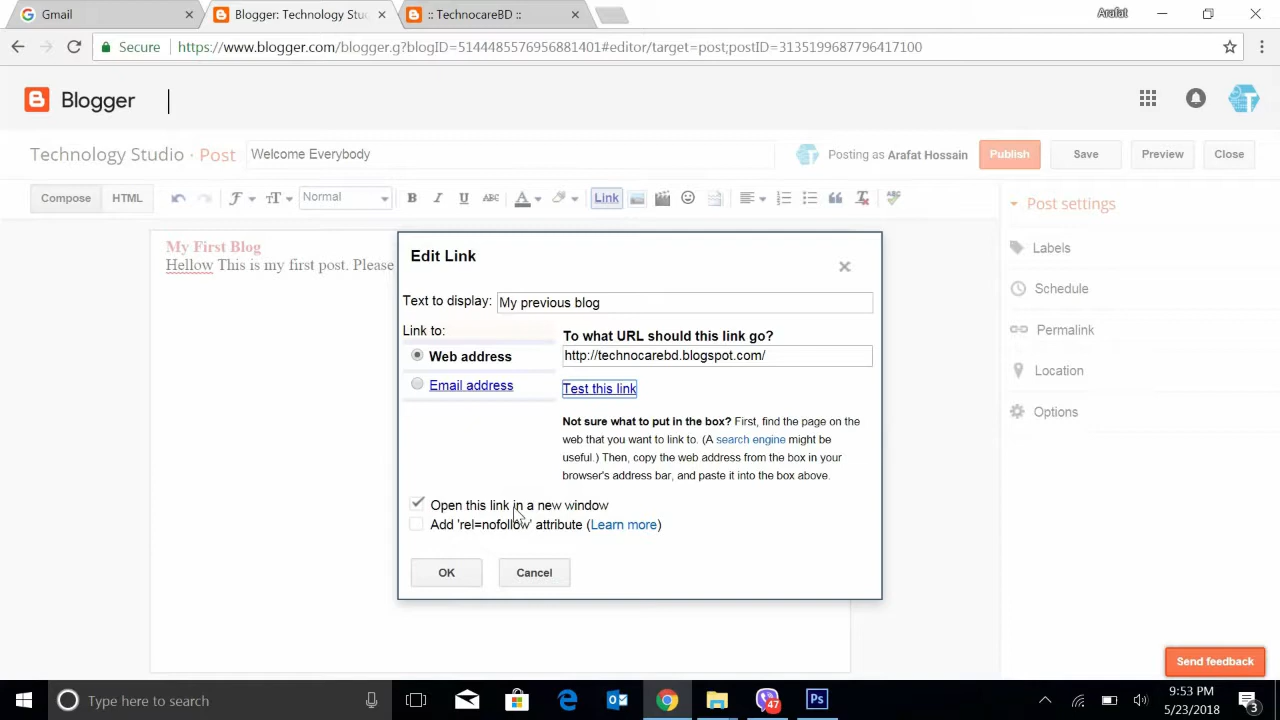 Gmail
Blogger: Technology Stu
:: TechnocareBD ::
Arafat
Secure
https://www.blogger.com/blogger.g?blogID=5144485576956881401#editor/target=post;postID=3135199687796417100
Blogger
Technology Studio · Post
Welcome Everybody
Posting as Arafat Hossain
Publish
Save
Preview
Close
Compose
HTML
Normal
B I U ABC A
Link
Post settings
My First Blog
Hellow This is my first post. Please
Labels
Schedule
Permalink
Location
Options
Edit Link
Text to display: My previous blog
Link to:
Web address
Email address
To what URL should this link go?
http://technocarebd.blogspot.com/
Test this link
Not sure what to put in the box? First, find the page on the
web that you want to link to. (A search engine might be
useful.) Then, copy the web address from the box in your
browser's address bar, and paste it into the box above.
Open this link in a new window
Add 'rel=nofollow' attribute (Learn more)
OK
Cancel
Send feedback
Type here to search
47
Ps
9:53 PM
5/23/2018
3